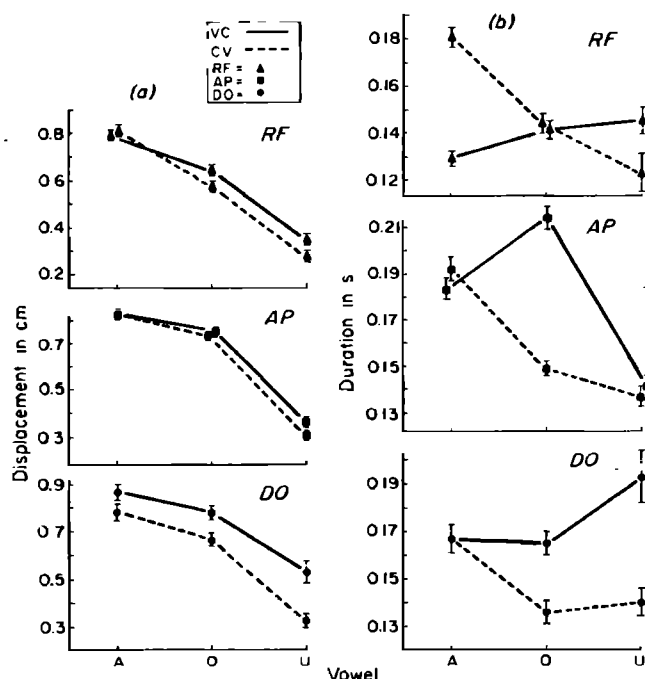 VC
CV
RF = ▲
AP = ■
DO = ●
(a)
RF
0.8
0.6
0.4
0.2
AP
0.7
0.5
0.3
DO
0.9
0.7
0.5
0.3
A
O
U
Displacement in cm
(b)
RF
0.18
0.16
0.14
0.12
AP
0.21
0.19
0.17
0.15
0.13
DO
0.19
0.17
0.15
0.13
A
O
U
Duration in s
Vowel